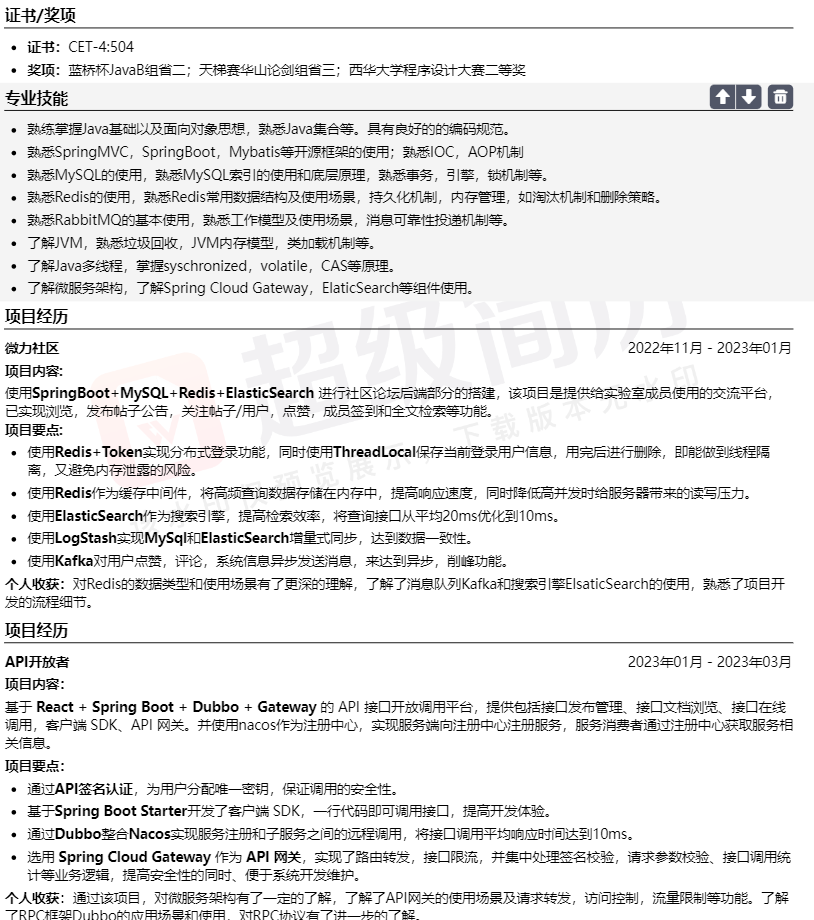 证书/奖项
证书：CET-4:504
奖项：蓝桥杯JavaB组省二；天梯赛华山论剑组省三；西华大学程序设计大赛二等奖
专业技能
熟练掌握Java基础以及面向对象思想，熟悉Java集合等。具有良好的的编码规范。
熟悉SpringMVC，SpringBoot，Mybatis等开源框架的使用；熟悉IOC，AOP机制
熟悉MySQL的使用，熟悉MySQL索引的使用和底层原理，熟悉事务，引擎，锁机制等。
熟悉Redis的使用，熟悉Redis常用数据结构及使用场景，持久化机制，内存管理，如淘汰机制和删除策略。
熟悉RabbitMQ的基本使用，熟悉工作模型及使用场景，消息可靠性投递机制等。
了解JVM，熟悉垃圾回收，JVM内存模型，类加载机制等。
了解Java多线程，掌握syschronized，volatile，CAS等原理。
了解微服务架构，了解Spring Cloud Gateway，ElaticSearch等组件使用。
项目经历
微力社区 2022年11月 - 2023年01月
项目内容:
使用SpringBoot+MySQL+Redis+ElasticSearch 进行社区论坛后端部分的搭建，该项目是提供给实验室成员使用的交流平台，
已实现浏览，发布帖子公告，关注帖子/用户，点赞，成员签到和全文检索等功能。
项目要点:
使用Redis+Token实现分布式登录功能，同时使用ThreadLocal保存当前登录用户信息，用完后进行删除，即能做到线程隔
离，又避免内存泄露的风险。
使用Redis作为缓存中间件，将高频查询数据存储在内存中，提高响应速度，同时降低高并发时给服务器带来的读写压力。
使用ElasticSearch作为搜索引擎，提高检索效率，将查询接口从平均20ms优化到10ms。
使用LogStash实现MySql和ElasticSearch增量式同步，达到数据一致性。
使用Kafka对用户点赞，评论，系统信息异步发送消息，来达到异步，削峰功能。
个人收获：对Redis的数据类型和使用场景有了更深的理解，了解了消息队列Kafka和搜索引擎ElsaticSearch的使用，熟悉了项目开
发的流程细节。
项目经历
API开放者 2023年01月 - 2023年03月
项目内容：
基于 React + Spring Boot + Dubbo + Gateway 的 API 接口开放调用平台，提供包括接口发布管理、接口文档浏览、接口在线
调用，客户端 SDK、API 网关。并使用nacos作为注册中心，实现服务端向注册中心注册服务，服务消费者通过注册中心获取服务相
关信息。
项目要点：
通过API签名认证，为用户分配唯一密钥，保证调用的安全性。
基于Spring Boot Starter开发了客户端 SDK，一行代码即可调用接口，提高开发体验。
通过Dubbo整合Nacos实现服务注册和子服务之间的远程调用，将接口调用平均响应时间达到10ms。
选用 Spring Cloud Gateway 作为 API 网关，实现了路由转发，接口限流，并集中处理签名校验，请求参数校验、接口调用统
计等业务逻辑，提高安全性的同时、便于系统开发维护。
个人收获：通过该项目，对微服务架构有了一定的了解，了解了API网关的使用场景及请求转发，访问控制，流量限制等功能。了解
了RPC框架Dubbo的应用场景和使用，对RPC协议有了进一步的了解。
超级简历